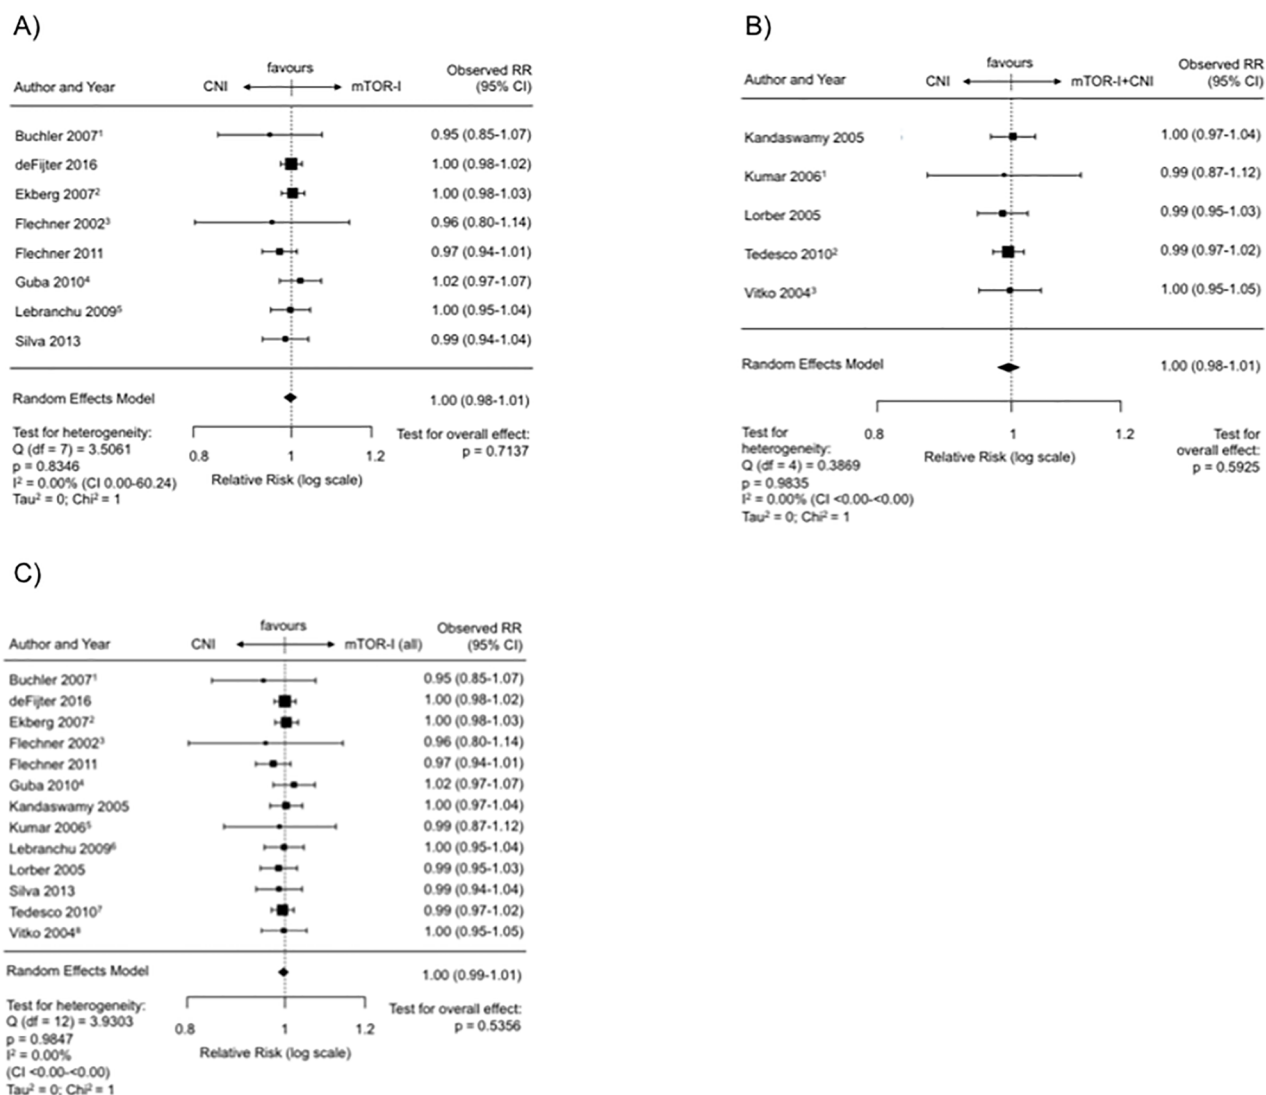 A)
favours
Observed RR
Author and Year CNI mTOR-I (95% CI)
Buchler 2007¹ 0.95 (0.85-1.07)
deFijter 2016 1.00 (0.98-1.02)
Ekberg 2007² 1.00 (0.98-1.03)
Flechner 2002³ 0.96 (0.80-1.14)
Flechner 2011 0.97 (0.94-1.01)
Guba 2010⁴ 1.02 (0.97-1.07)
Lebranchu 2009⁵ 1.00 (0.95-1.04)
Silva 2013 0.99 (0.94-1.04)
Random Effects Model 1.00 (0.98-1.01)
Test for heterogeneity:
Q (df = 7) = 3.5061
p = 0.8346
I² = 0.00% (CI 0.00-60.24)
Tau² = 0; Chi² = 1
0.8 1 1.2
Relative Risk (log scale)
Test for overall effect:
p = 0.7137
B)
favours
Observed RR
Author and Year CNI mTOR-I+CNI (95% CI)
Kandaswamy 2005 1.00 (0.97-1.04)
Kumar 2006¹ 0.99 (0.87-1.12)
Lorber 2005 0.99 (0.95-1.03)
Tedesco 2010² 0.99 (0.97-1.02)
Vitko 2004³ 1.00 (0.95-1.05)
Random Effects Model 1.00 (0.98-1.01)
Test for
heterogeneity:
Q (df = 4) = 0.3869
p = 0.9835
I² = 0.00% (CI <0.00-<0.00)
Tau² = 0; Chi² = 1
0.8 1 1.2
Relative Risk (log scale)
Test for
overall effect:
p = 0.5925
C)
favours
Observed RR
Author and Year CNI mTOR-I (all) (95% CI)
Buchler 2007¹ 0.95 (0.85-1.07)
deFijter 2016 1.00 (0.98-1.02)
Ekberg 2007² 1.00 (0.98-1.03)
Flechner 2002³ 0.96 (0.80-1.14)
Flechner 2011 0.97 (0.94-1.01)
Guba 2010⁴ 1.02 (0.97-1.07)
Kandaswamy 2005 1.00 (0.97-1.04)
Kumar 2006⁵ 0.99 (0.87-1.12)
Lebranchu 2009⁶ 1.00 (0.95-1.04)
Lorber 2005 0.99 (0.95-1.03)
Silva 2013 0.99 (0.94-1.04)
Tedesco 2010⁷ 0.99 (0.97-1.02)
Vitko 2004⁸ 1.00 (0.95-1.05)
Random Effects Model 1.00 (0.99-1.01)
Test for heterogeneity:
Q (df = 12) = 3.9303
p = 0.9847
I² = 0.00%
(CI <0.00-<0.00)
Tau² = 0; Chi² = 1
0.8 1 1.2
Relative Risk (log scale)
Test for overall effect:
p = 0.5356